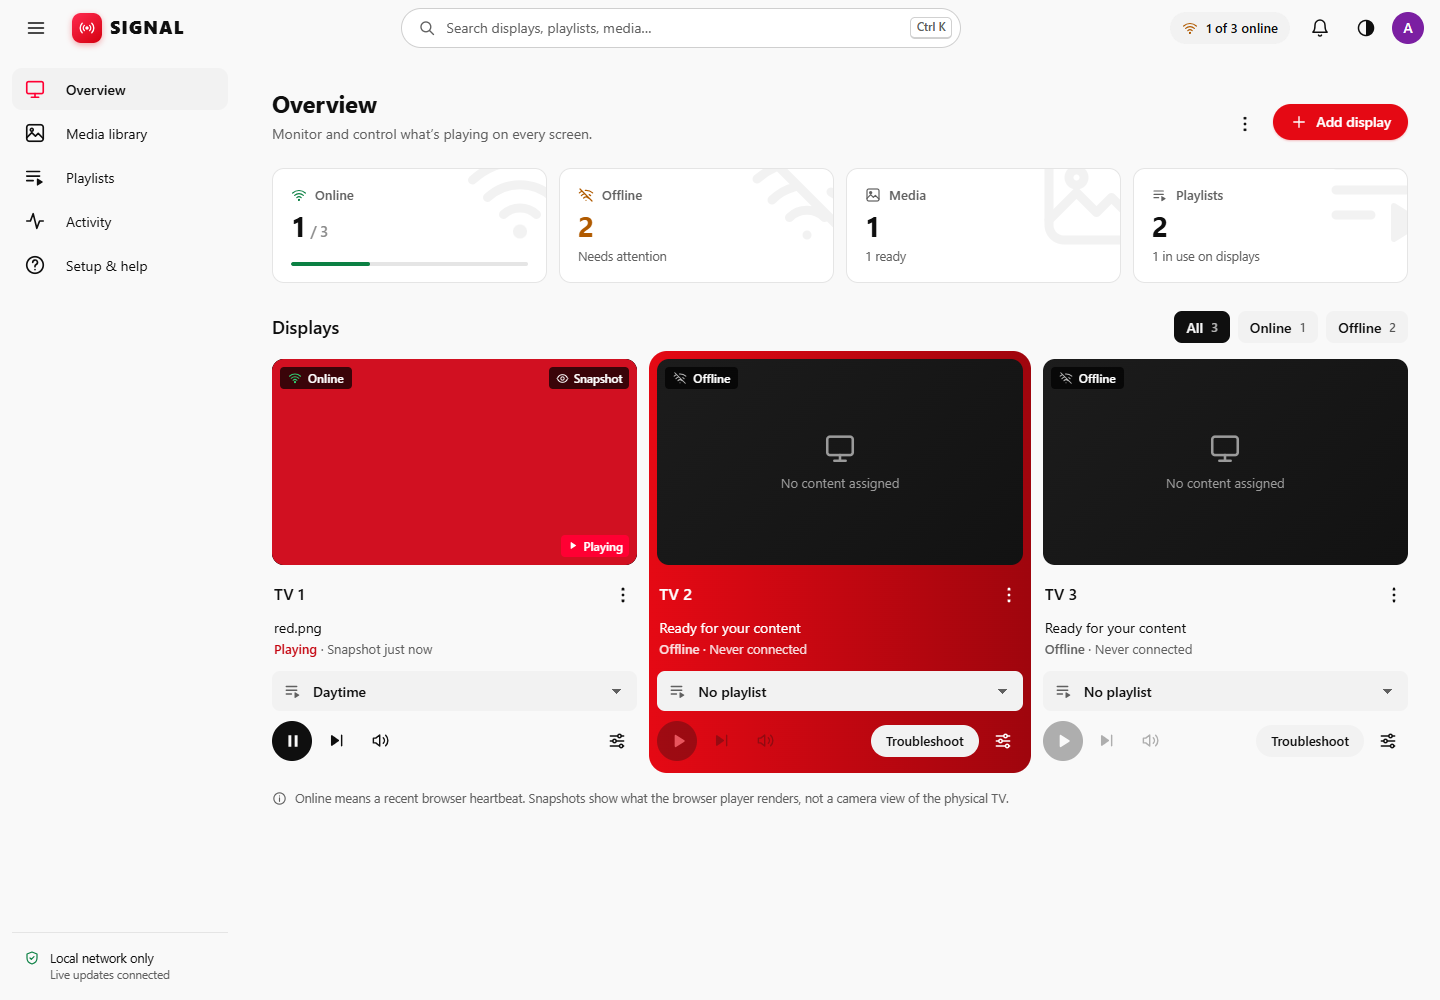 SIGNAL
Search displays, playlists, media...
Ctrl K
1 of 3 online
A
Overview
Media library
Playlists
Activity
Setup & help
Local network only
Live updates connected
Overview
Monitor and control what's playing on every screen.
Add display
Online
1 / 3
Offline
2
Needs attention
Media
1
1 ready
Playlists
2
1 in use on displays
Displays
All 3
Online 1
Offline 2
Online
Snapshot
Playing
TV 1
red.png
Playing · Snapshot just now
Daytime
Offline
No content assigned
TV 2
Ready for your content
Offline · Never connected
No playlist
Troubleshoot
Offline
No content assigned
TV 3
Ready for your content
Offline · Never connected
No playlist
Troubleshoot
Online means a recent browser heartbeat. Snapshots show what the browser player renders, not a camera view of the physical TV.